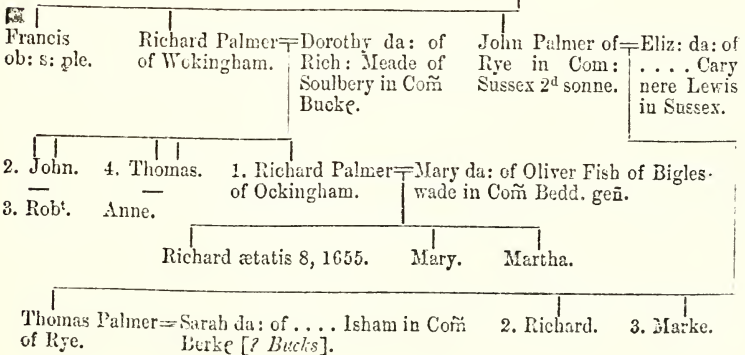 Francis
ob: s: ple.
Richard Palmer=Dorothy da: of
of Wokingham. Rich: Meade of
Soulbery in Com̃
Buckę.
John Palmer of=Eliz: da: of
Rye in Com: . . . . Cary
Sussex 2ᵈ sonne. nere Lewis
in Sussex.
2. John. 4. Thomas. 1. Richard Palmer=Mary da: of Oliver Fish of Bigles-
of Ockingham. wade in Com̃ Bedd. geñ.
3. Robᵗ. Anne.
Richard ætatis 8, 1655. Mary. Martha.
Thomas Palmer=Sarah da: of . . . . Isham in Com̃ 2. Richard. 3. Marke.
of Rye. Berkę [? Bucks].